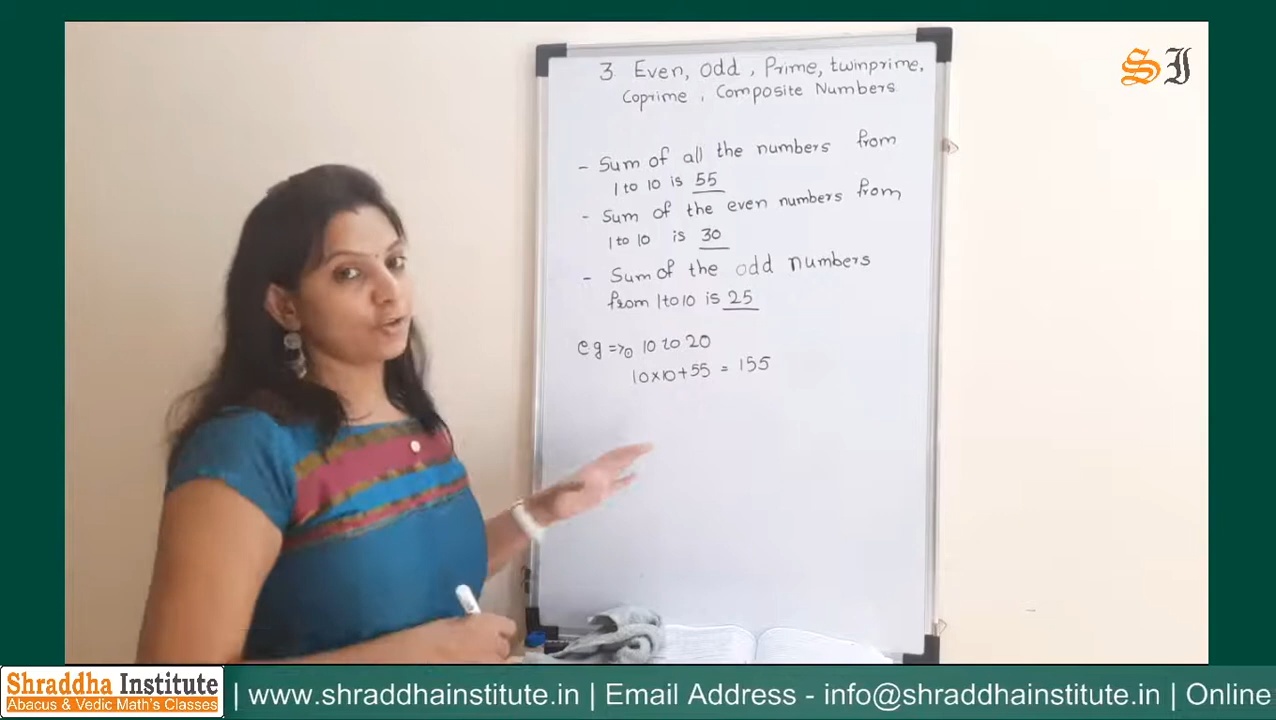 3 Even, odd, Prime, twinprime,
Coprime, Composite Numbers.
- Sum of all the numbers from
1 to 10 is 55
- Sum of the even numbers from
1 to 10 is 30
- Sum of the odd numbers
from 1 to 10 is 25
eg => 10 to 20
10x10+55 = 155
SI
Shraddha Institute
Abacus & Vedic Math's Classes
| www.shraddhainstitute.in | Email Address - info@shraddhainstitute.in | Online